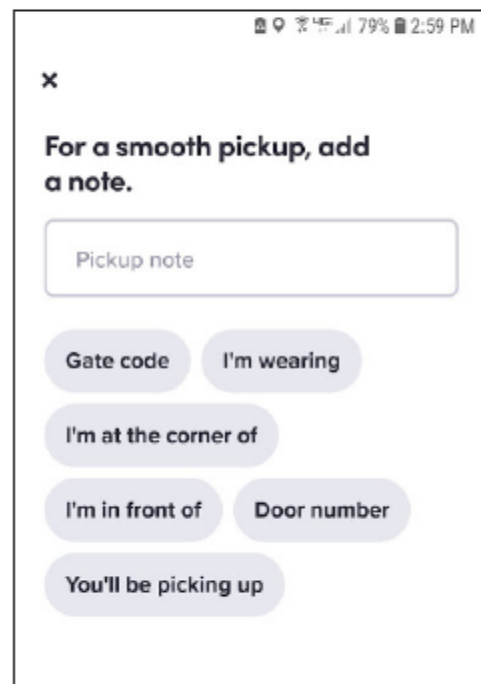 4G 79% 2:59 PM
×
For a smooth pickup, add
a note.
Pickup note
Gate code I'm wearing
I'm at the corner of
I'm in front of Door number
You'll be picking up